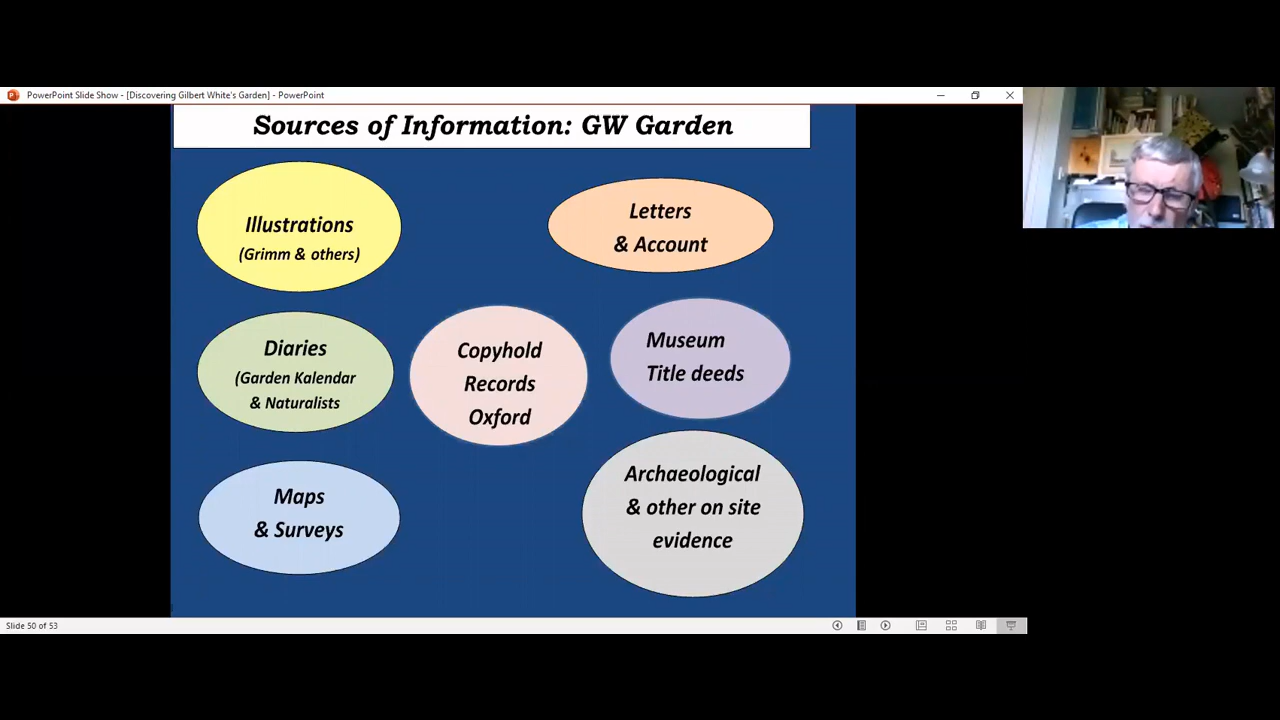 PowerPoint Slide Show - [Discovering Gilbert White's Garden] - PowerPoint
Sources of Information: GW Garden
Illustrations
(Grimm & others)
Letters
& Account
Diaries
(Garden Kalendar
& Naturalists
Copyhold
Records
Oxford
Museum
Title deeds
Maps
& Surveys
Archaeological
& other on site
evidence
Slide 50 of 53